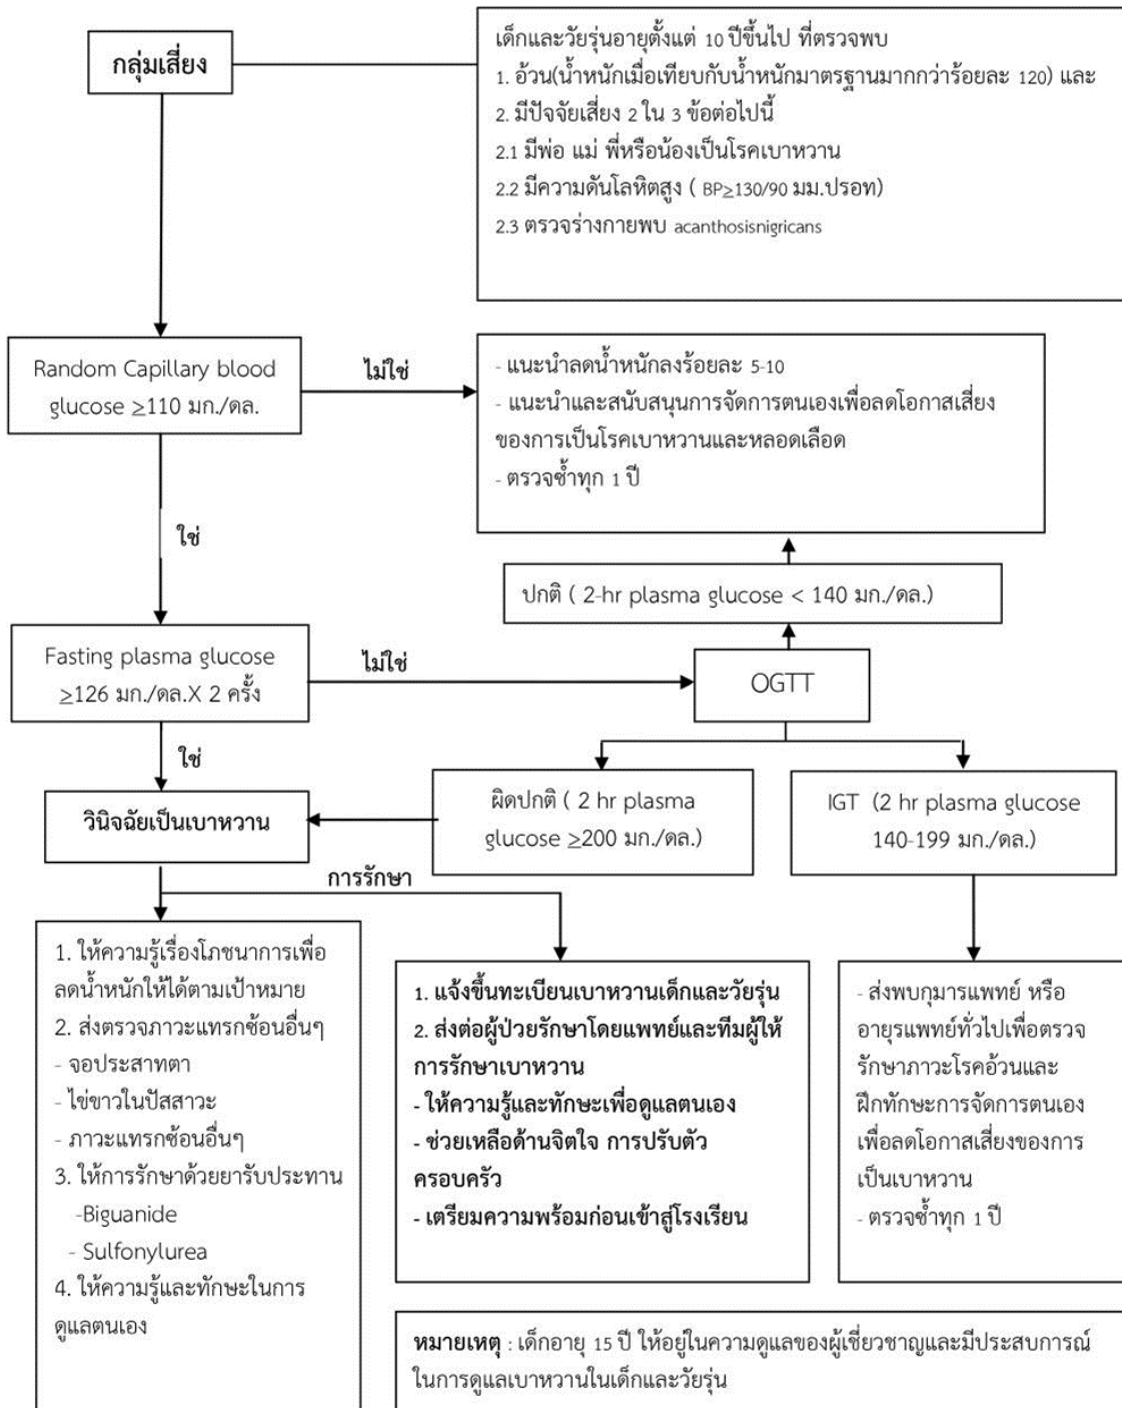 กลุ่มเสี่ยง
เด็กและวัยรุ่นอายุตั้งแต่ 10 ปีขึ้นไป ที่ตรวจพบ
1. อ้วน(น้ำหนักเมื่อเทียบกับน้ำหนักมาตรฐานมากกว่าร้อยละ 120) และ
2. มีปัจจัยเสี่ยง 2 ใน 3 ข้อต่อไปนี้
2.1 มีพ่อ แม่ พี่หรือน้องเป็นโรคเบาหวาน
2.2 มีความดันโลหิตสูง ( BP≥130/90 มม.ปรอท)
2.3 ตรวจร่างกายพบ acanthosisnigricans
Random Capillary blood
glucose ≥110 มก./ดล.
ไม่ใช่
- แนะนำลดน้ำหนักลงร้อยละ 5-10
- แนะนำและสนับสนุนการจัดการตนเองเพื่อลดโอกาสเสี่ยง
ของการเป็นโรคเบาหวานและหลอดเลือด
- ตรวจซ้ำทุก 1 ปี
ใช่
ปกติ ( 2-hr plasma glucose < 140 มก./ดล.)
Fasting plasma glucose
≥126 มก./ดล.X 2 ครั้ง
ไม่ใช่
OGTT
ใช่
วินิจฉัยเป็นเบาหวาน
ผิดปกติ ( 2 hr plasma
glucose ≥200 มก./ดล.)
IGT (2 hr plasma glucose
140-199 มก./ดล.)
การรักษา
1. ให้ความรู้เรื่องโภชนาการเพื่อ
ลดน้ำหนักให้ได้ตามเป้าหมาย
2. ส่งตรวจภาวะแทรกซ้อนอื่นๆ
- จอประสาทตา
- ไข่ขาวในปัสสาวะ
- ภาวะแทรกซ้อนอื่นๆ
3. ให้การรักษาด้วยยารับประทาน
-Biguanide
- Sulfonylurea
4. ให้ความรู้และทักษะในการ
ดูแลตนเอง
1. แจ้งขึ้นทะเบียนเบาหวานเด็กและวัยรุ่น
2. ส่งต่อผู้ป่วยรักษาโดยแพทย์และทีมผู้ให้
การรักษาเบาหวาน
- ให้ความรู้และทักษะเพื่อดูแลตนเอง
- ช่วยเหลือด้านจิตใจ การปรับตัว
ครอบครัว
- เตรียมความพร้อมก่อนเข้าสู่โรงเรียน
- ส่งพบกุมารแพทย์ หรือ
อายุรแพทย์ทั่วไปเพื่อตรวจ
รักษาภาวะโรคอ้วนและ
ฝึกทักษะการจัดการตนเอง
เพื่อลดโอกาสเสี่ยงของการ
เป็นเบาหวาน
- ตรวจซ้ำทุก 1 ปี
หมายเหตุ : เด็กอายุ 15 ปี ให้อยู่ในความดูแลของผู้เชี่ยวชาญและมีประสบการณ์
ในการดูแลเบาหวานในเด็กและวัยรุ่น